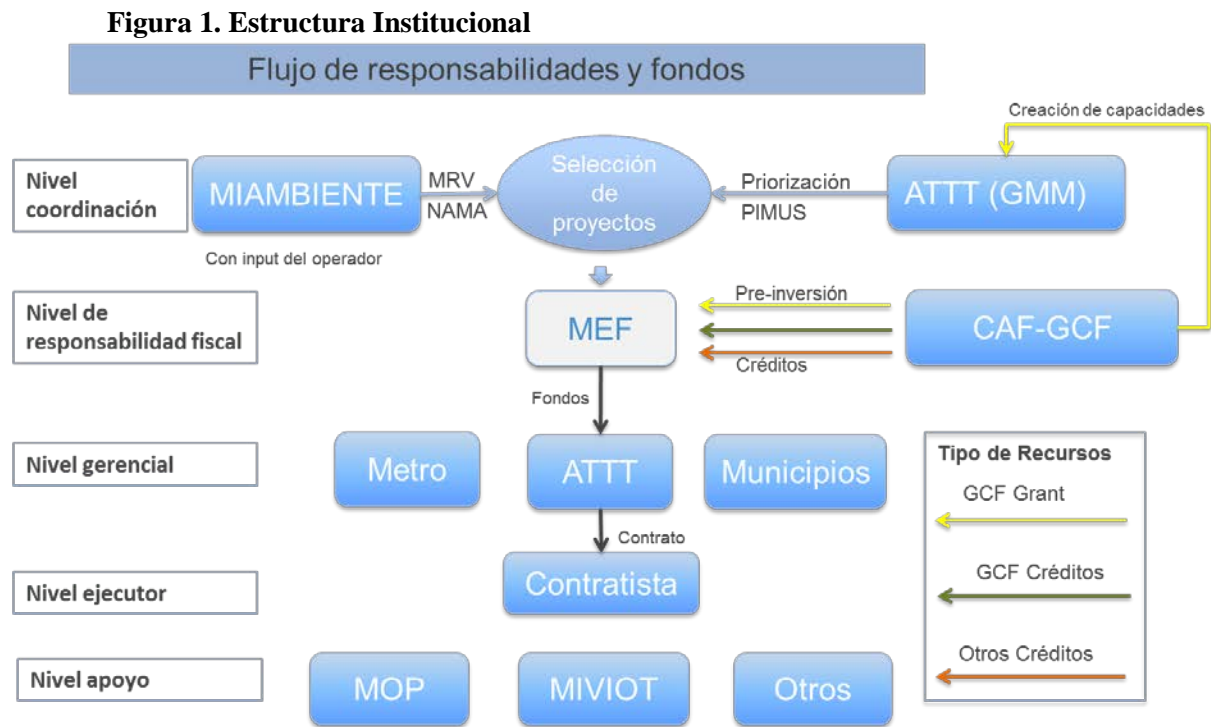 Figura 1. Estructura Institucional
Flujo de responsabilidades y fondos
Creación de capacidades
Nivel
coordinación
MIAMBIENTE
MRV
NAMA
Selección
de
proyectos
Priorización
PIMUS
ATTT (GMM)
Con input del operador
Nivel de
responsabilidad fiscal
MEF
Pre-inversión
Créditos
CAF-GCF
Fondos
Nivel gerencial
Metro
ATTT
Municipios
Contrato
Nivel ejecutor
Contratista
Nivel apoyo
MOP
MIVIOT
Otros
Tipo de Recursos
GCF Grant
GCF Créditos
Otros Créditos